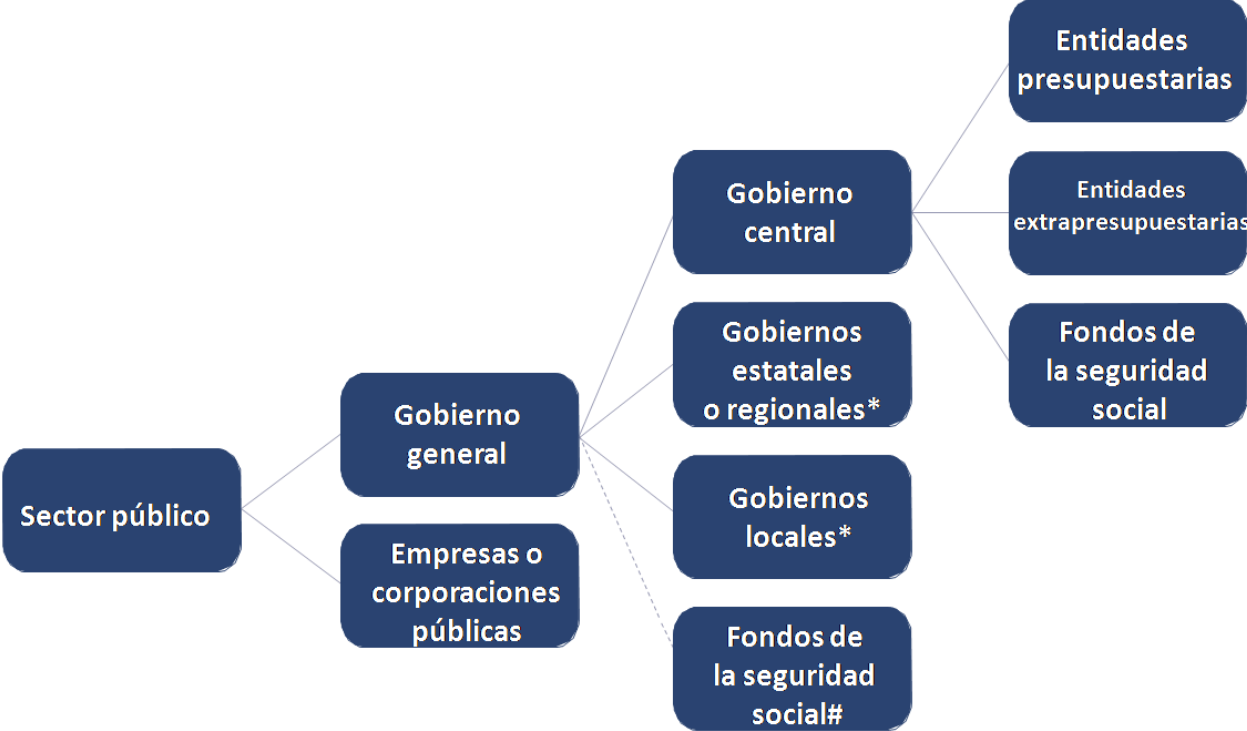 Sector público
Gobierno
general
Empresas o
corporaciones
públicas
Gobierno
central
Gobiernos
estatales
o regionales*
Gobiernos
locales*
Fondos de
la seguridad
social#
Entidades
presupuestarias
Entidades
extrapresupuestarias
Fondos de
la seguridad
social